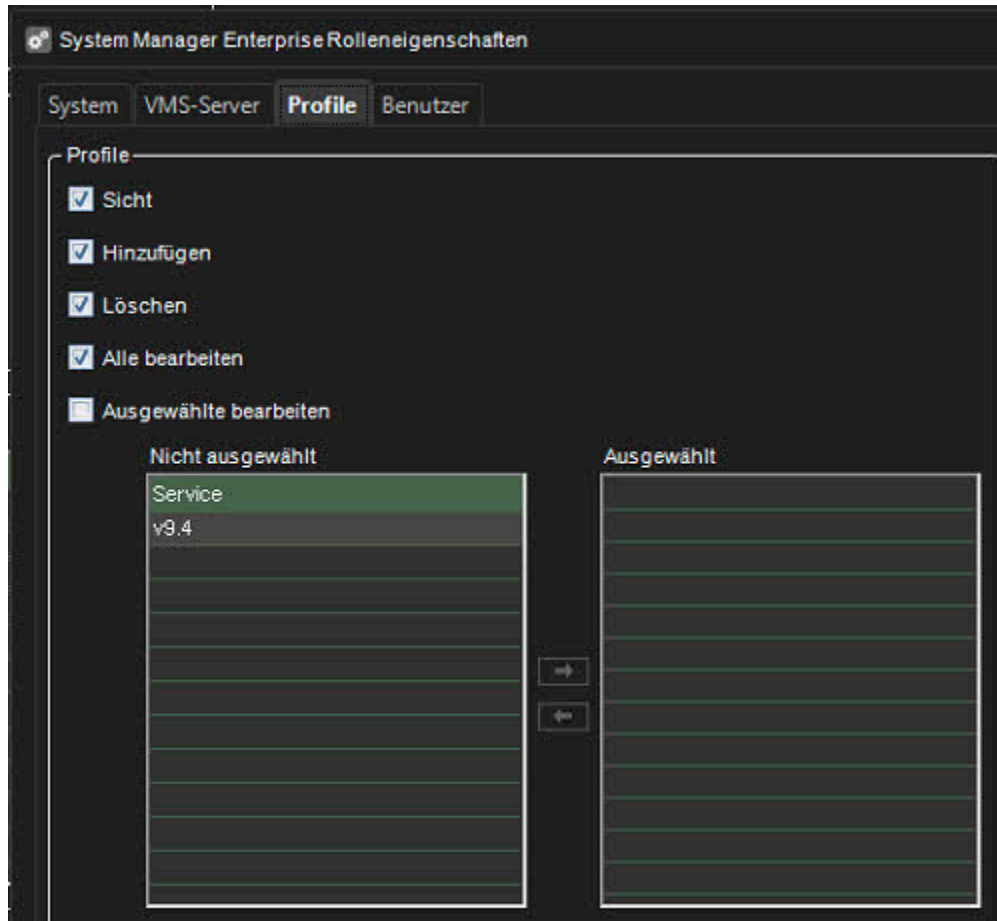 System Manager Enterprise Rolleneigenschaften
System VMS-Server Profile Benutzer
Profile
Sicht
Hinzufügen
Löschen
Alle bearbeiten
Ausgewählte bearbeiten
Nicht ausgewählt Ausgewählt
Service
v9.4